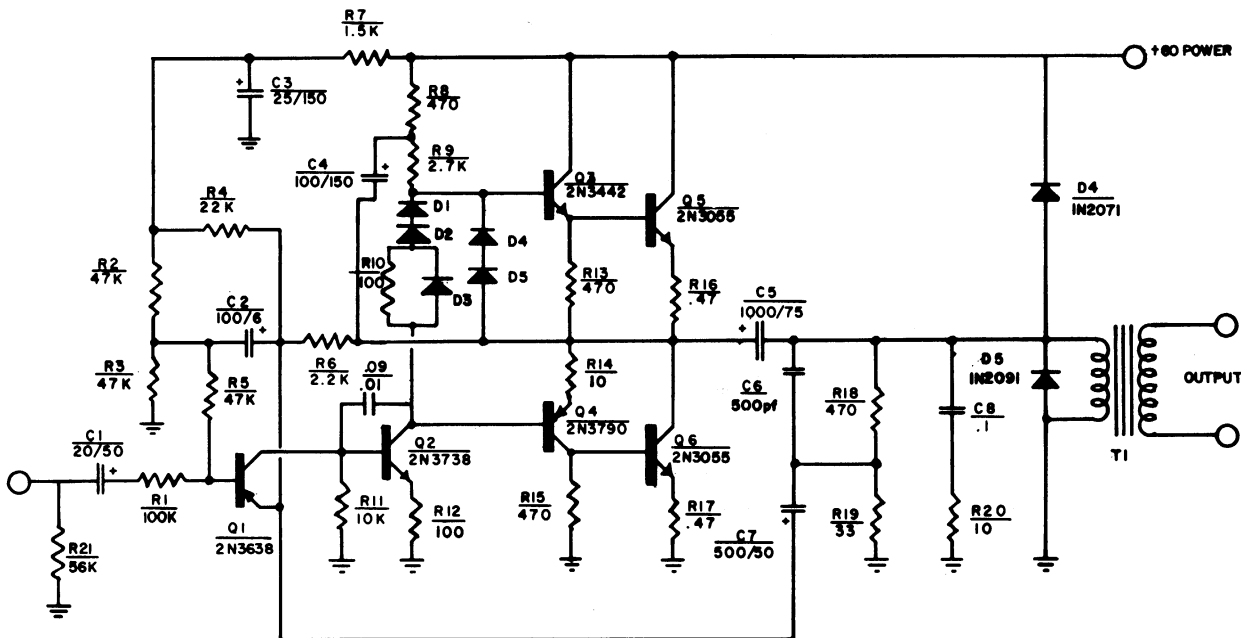 R7
1.5K
+80 POWER
C3
25/150
R8
470
R9
2.7K
C4
100/150
Q3
2N3442
Q5
2N3055
D4
1N2071
R4
22K
D1
D2
D4
R2
47K
R10
100
D3
D5
R13
470
R16
.47
C5
1000/75
C2
100/6
R3
47K
R5
47K
R6
2.2K
.09
.01
R14
10
C6
500pf
R18
470
D5
1N2091
C8
.1
OUTPUT
T1
C1
20/50
Q2
2N3738
Q4
2N3790
Q6
2N3055
R1
100K
R11
10K
R12
100
R15
470
R17
.47
R19
33
R20
10
Q1
2N3638
C7
500/50
R21
56K